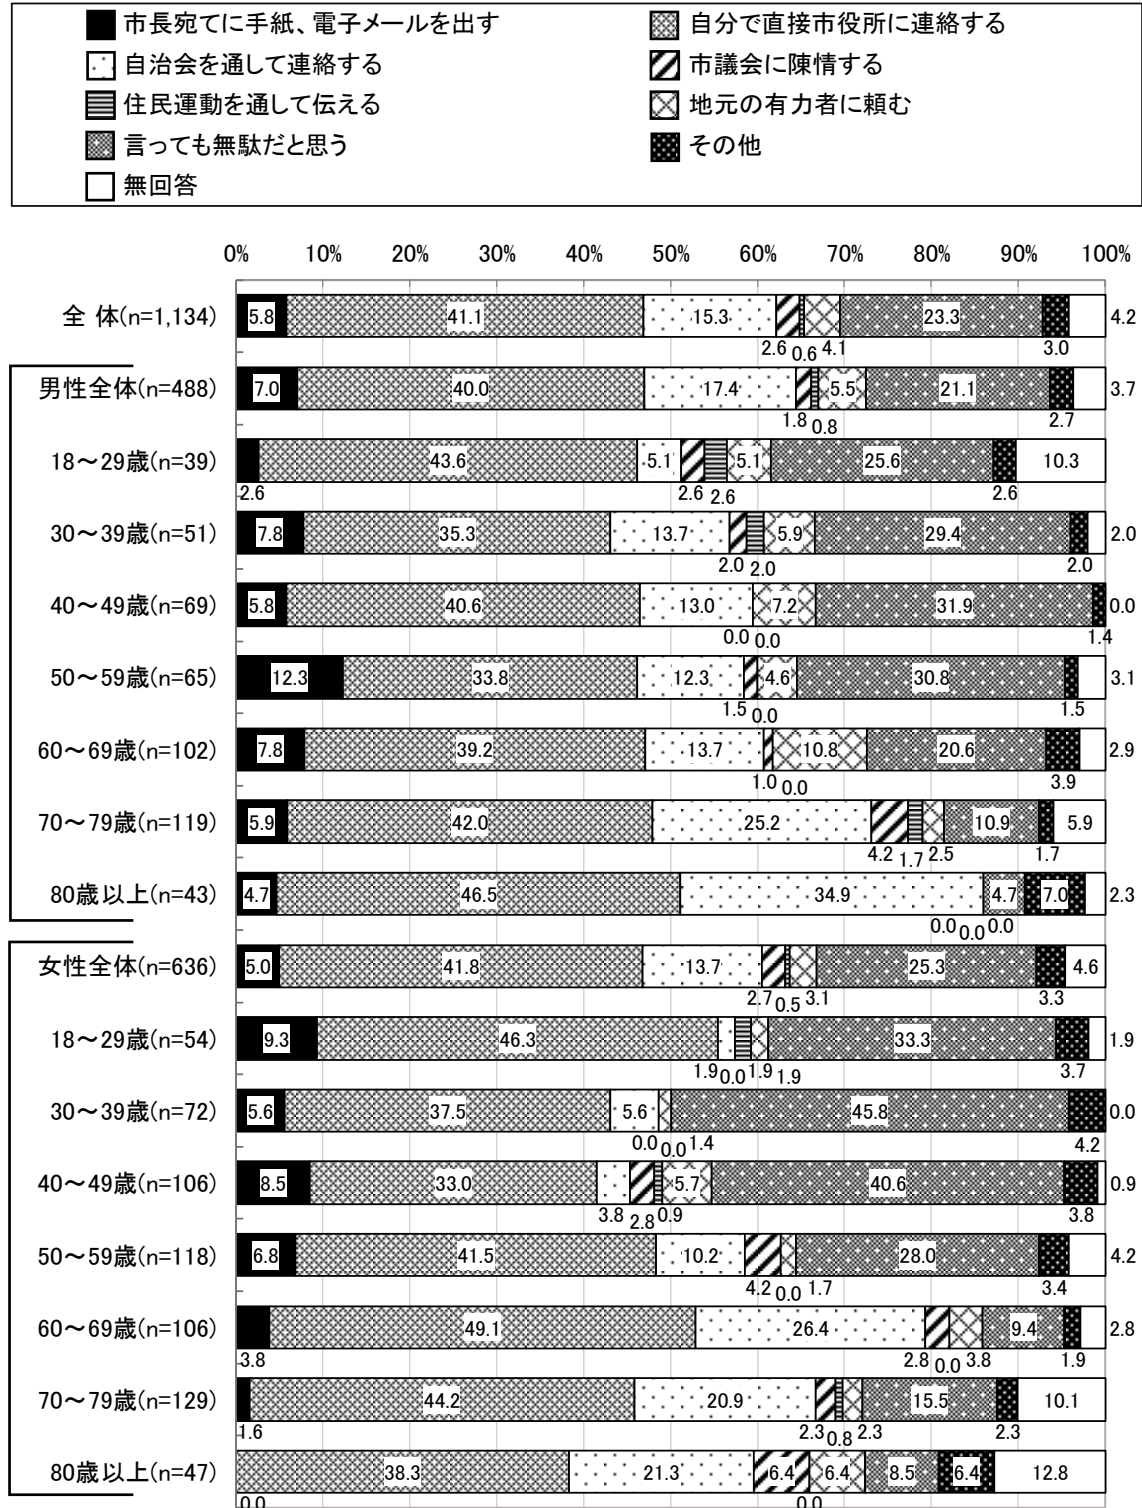 市長宛てに手紙、電子メールを出す 自分で直接市役所に連絡する
自治会を通して連絡する 市議会に陳情する
住民運動を通して伝える 地元の有力者に頼む
言っても無駄だと思う その他
無回答
0% 10% 20% 30% 40% 50% 60% 70% 80% 90% 100%
全 体(n=1,134) 5.8 41.1 15.3 23.3 4.2
2.6 0.6 4.1 3.0
男性全体(n=488) 7.0 40.0 17.4 5.5 21.1 3.7
1.8 0.8 2.7
18～29歳(n=39) 43.6 5.1 5.1 25.6 10.3
2.6 2.6 2.6 2.6
30～39歳(n=51) 7.8 35.3 13.7 5.9 29.4 2.0
2.0 2.0 2.0
40～49歳(n=69) 5.8 40.6 13.0 7.2 31.9 0.0
0.0 0.0 1.4
50～59歳(n=65) 12.3 33.8 12.3 4.6 30.8 3.1
1.5 0.0 1.5
60～69歳(n=102) 7.8 39.2 13.7 10.8 20.6 2.9
1.0 0.0 3.9
70～79歳(n=119) 5.9 42.0 25.2 10.9 5.9
4.2 1.7 2.5 1.7
80歳以上(n=43) 4.7 46.5 34.9 4.7 7.0 2.3
0.0 0.0 0.0
女性全体(n=636) 5.0 41.8 13.7 25.3 4.6
2.7 0.5 3.1 3.3
18～29歳(n=54) 9.3 46.3 33.3 1.9
1.9 0.0 1.9 1.9 3.7
30～39歳(n=72) 5.6 37.5 5.6 45.8 0.0
0.0 0.0 1.4 4.2
40～49歳(n=106) 8.5 33.0 5.7 40.6 0.9
3.8 2.8 0.9 3.8
50～59歳(n=118) 6.8 41.5 10.2 28.0 4.2
4.2 0.0 1.7 3.4
60～69歳(n=106) 49.1 26.4 9.4 2.8
3.8 2.8 0.0 3.8 1.9
70～79歳(n=129) 44.2 20.9 15.5 10.1
1.6 2.3 0.8 2.3 2.3
80歳以上(n=47) 38.3 21.3 6.4 6.4 8.5 6.4 12.8
0.0 0.0